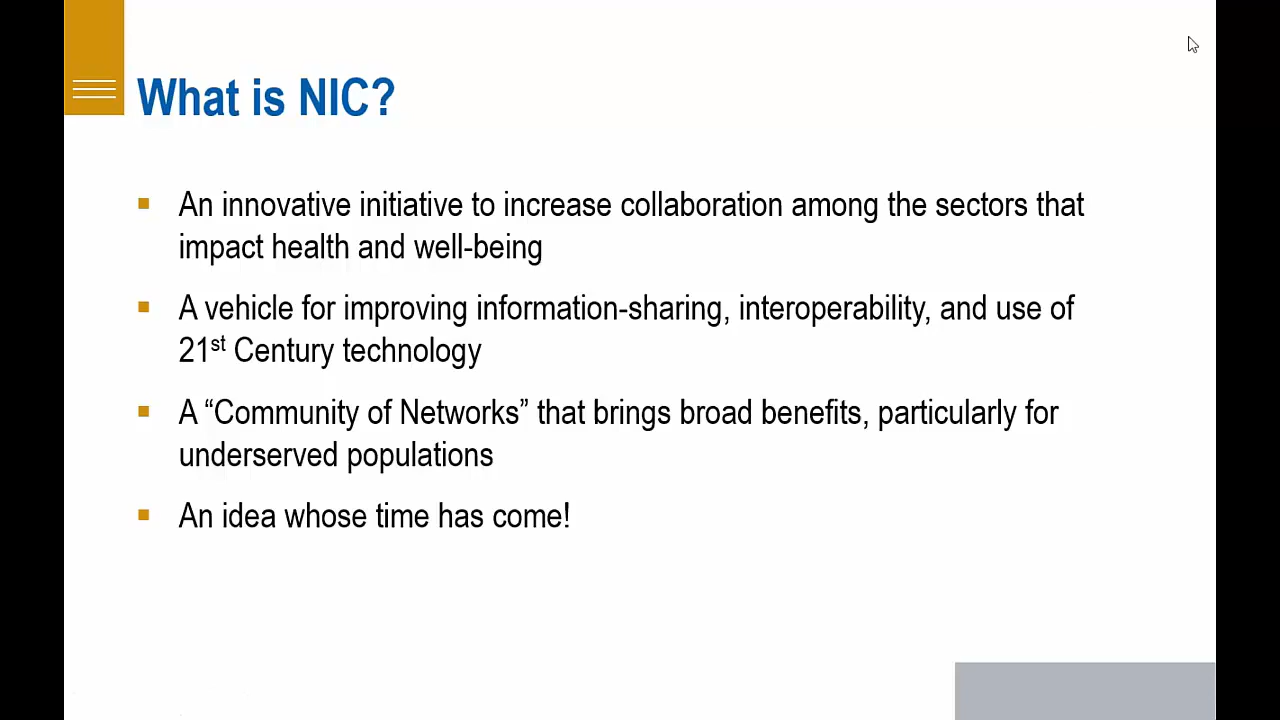 What is NIC?
An innovative initiative to increase collaboration among the sectors that
impact health and well-being
A vehicle for improving information-sharing, interoperability, and use of
21st Century technology
A “Community of Networks” that brings broad benefits, particularly for
underserved populations
An idea whose time has come!